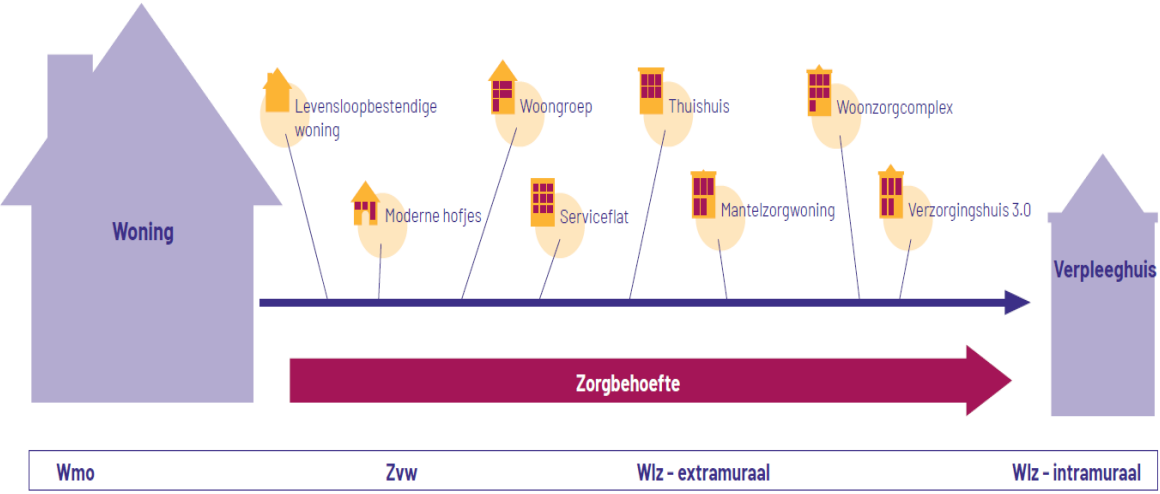 Levensloopbestendige
woning
Woongroep
Thuishuis
Woonzorgcomplex
Moderne hofjes
Serviceflat
Mantelzorgwoning
Verzorgingshuis 3.0
Woning
Verpleeghuis
Zorgbehoefte
Wmo
Zvw
Wlz - extramuraal
Wlz - intramuraal